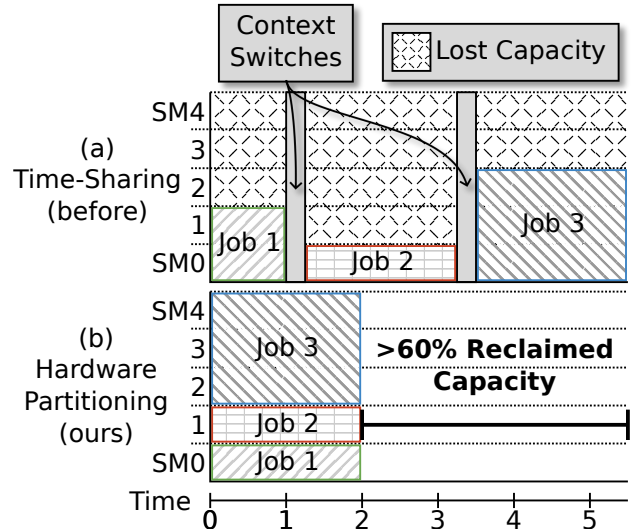 Context
Switches
Lost Capacity
(a)
Time-Sharing
(before)
SM4
3
2
1
SM0
Job 1
Job 2
Job 3
(b)
Hardware
Partitioning
(ours)
SM4
3
2
1
SM0
Job 3
Job 2
Job 1
>60% Reclaimed
Capacity
Time
0 1 2 3 4 5